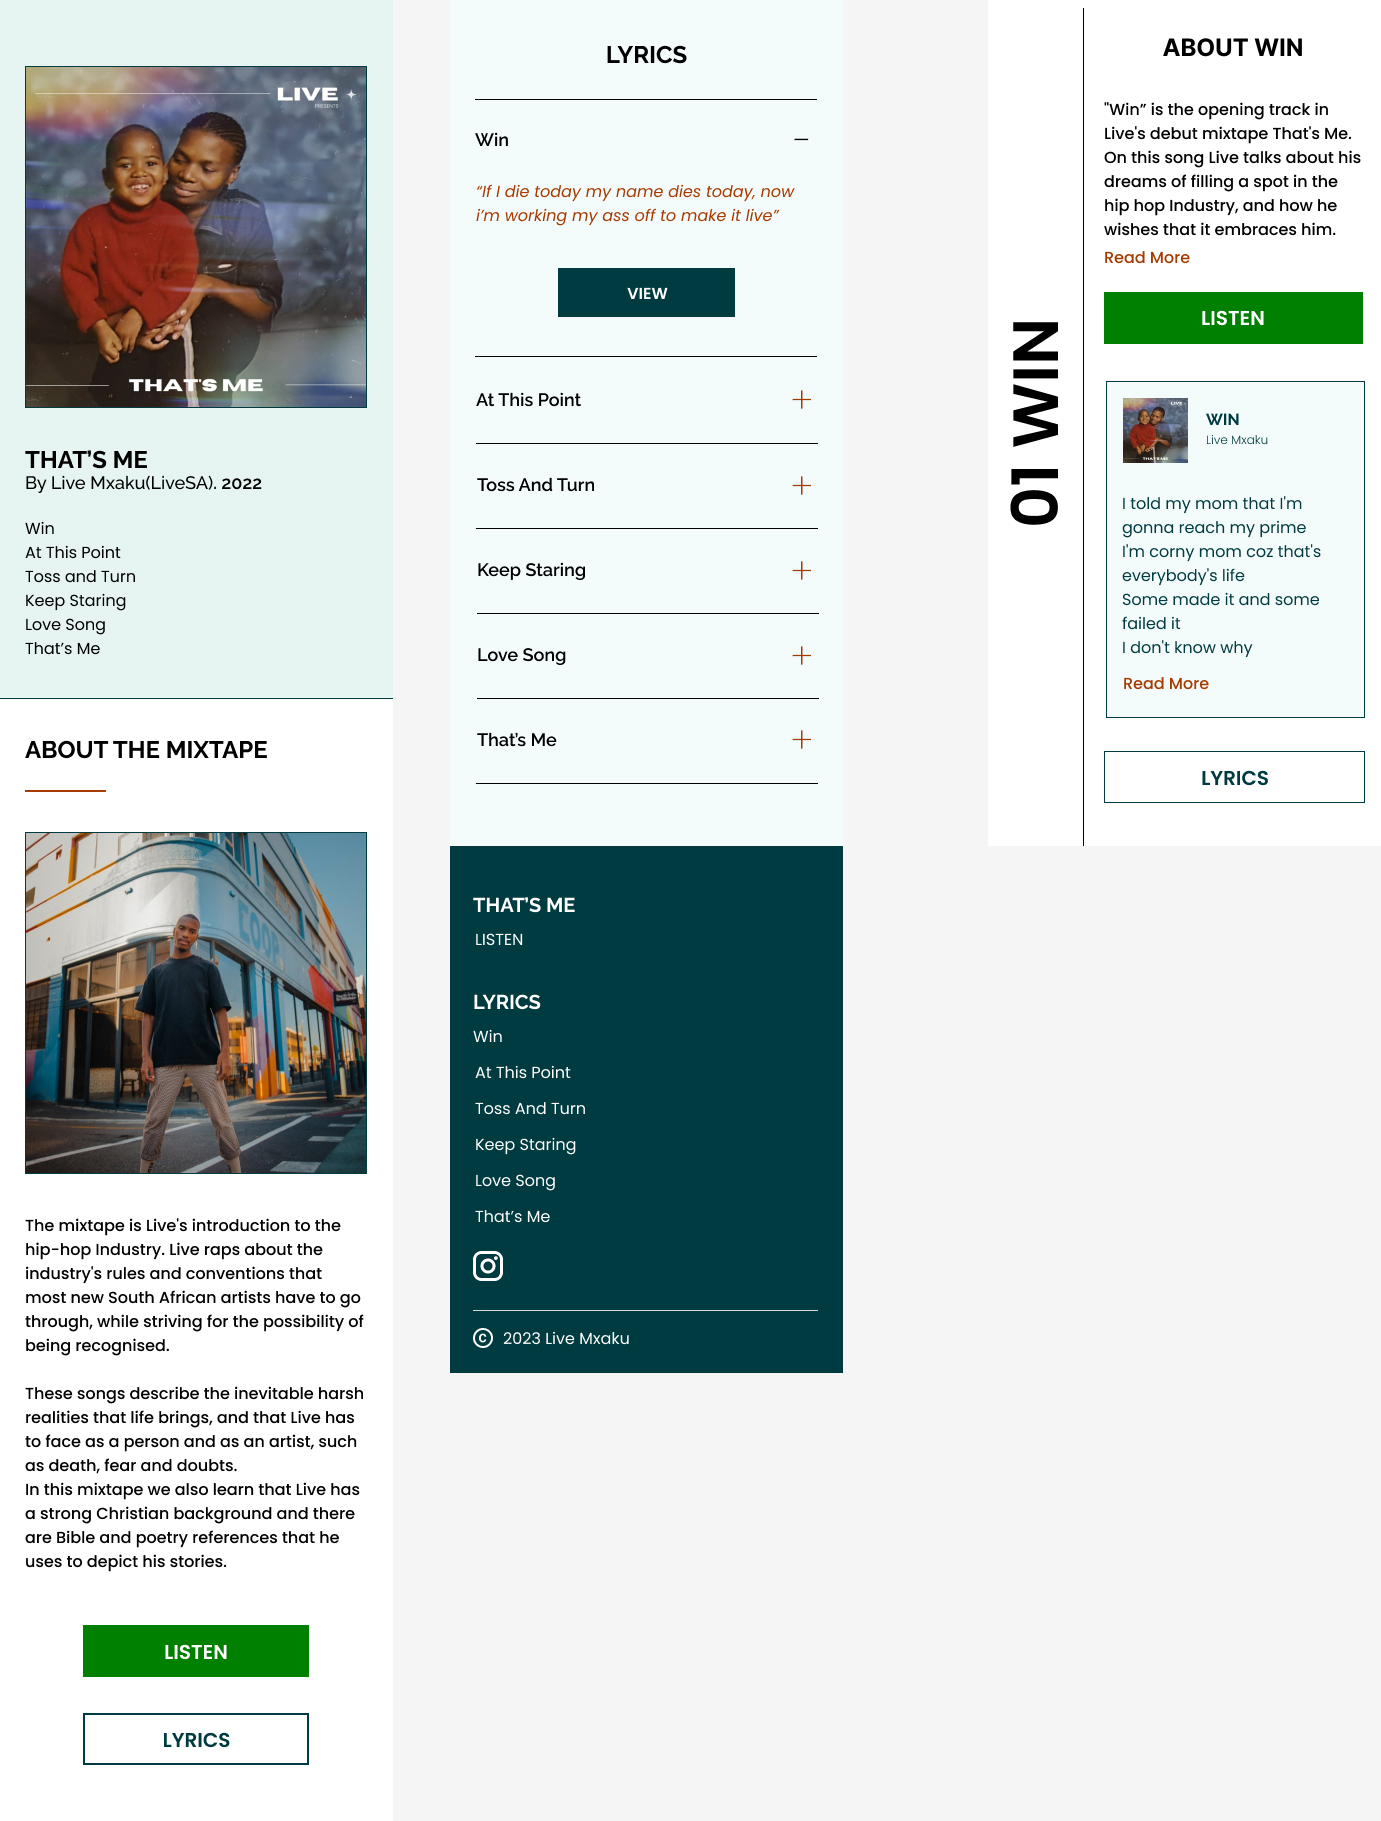 LIVE
PRESENTS
THAT'S ME
THAT'S ME
By Live Mxaku(LiveSA). 2022
Win
At This Point
Toss and Turn
Keep Staring
Love Song
That's Me
ABOUT THE MIXTAPE
COOP
The mixtape is Live's introduction to the
hip-hop Industry. Live raps about the
industry's rules and conventions that
most new South African artists have to go
through, while striving for the possibility of
being recognised.
These songs describe the inevitable harsh
realities that life brings, and that Live has
to face as a person and as an artist, such
as death, fear and doubts.
In this mixtape we also learn that Live has
a strong Christian background and there
are Bible and poetry references that he
uses to depict his stories.
LISTEN
LYRICS
LYRICS
Win
“If I die today my name dies today, now
i’m working my ass off to make it live”
VIEW
At This Point
Toss And Turn
Keep Staring
Love Song
That's Me
THAT'S ME
LISTEN
LYRICS
Win
At This Point
Toss And Turn
Keep Staring
Love Song
That's Me
© 2023 Live Mxaku
01 WIN
ABOUT WIN
"Win” is the opening track in
Live's debut mixtape That's Me.
On this song Live talks about his
dreams of filling a spot in the
hip hop Industry, and how he
wishes that it embraces him.
Read More
LISTEN
LIVE
THAT'S ME
WIN
Live Mxaku
I told my mom that I'm
gonna reach my prime
I'm corny mom coz that's
everybody's life
Some made it and some
failed it
I don't know why
Read More
LYRICS